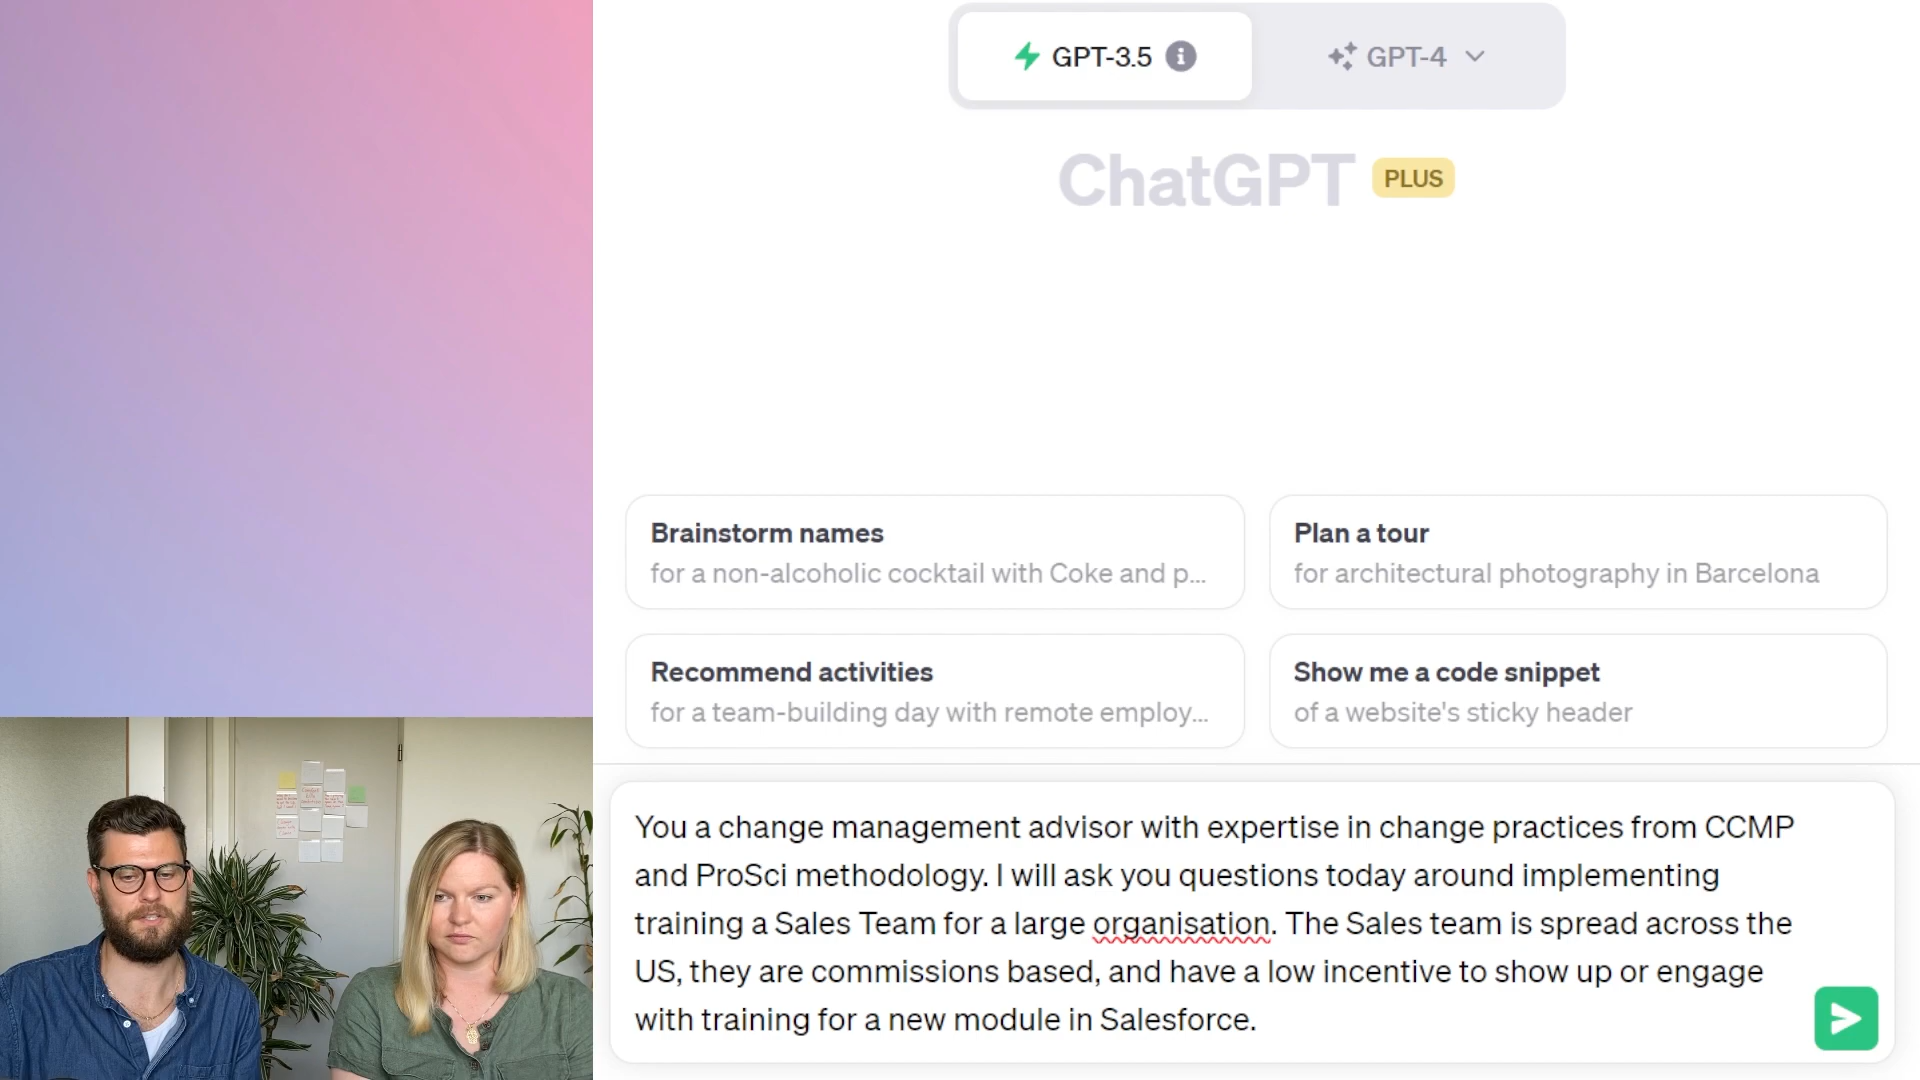 GPT-3.5
GPT-4
ChatGPT PLUS
Brainstorm names
for a non-alcoholic cocktail with Coke and p...
Plan a tour
for architectural photography in Barcelona
Recommend activities
for a team-building day with remote employ...
Show me a code snippet
of a website's sticky header
You a change management advisor with expertise in change practices from CCMP
and ProSci methodology. I will ask you questions today around implementing
training a Sales Team for a large organisation. The Sales team is spread across the
US, they are commissions based, and have a low incentive to show up or engage
with training for a new module in Salesforce.